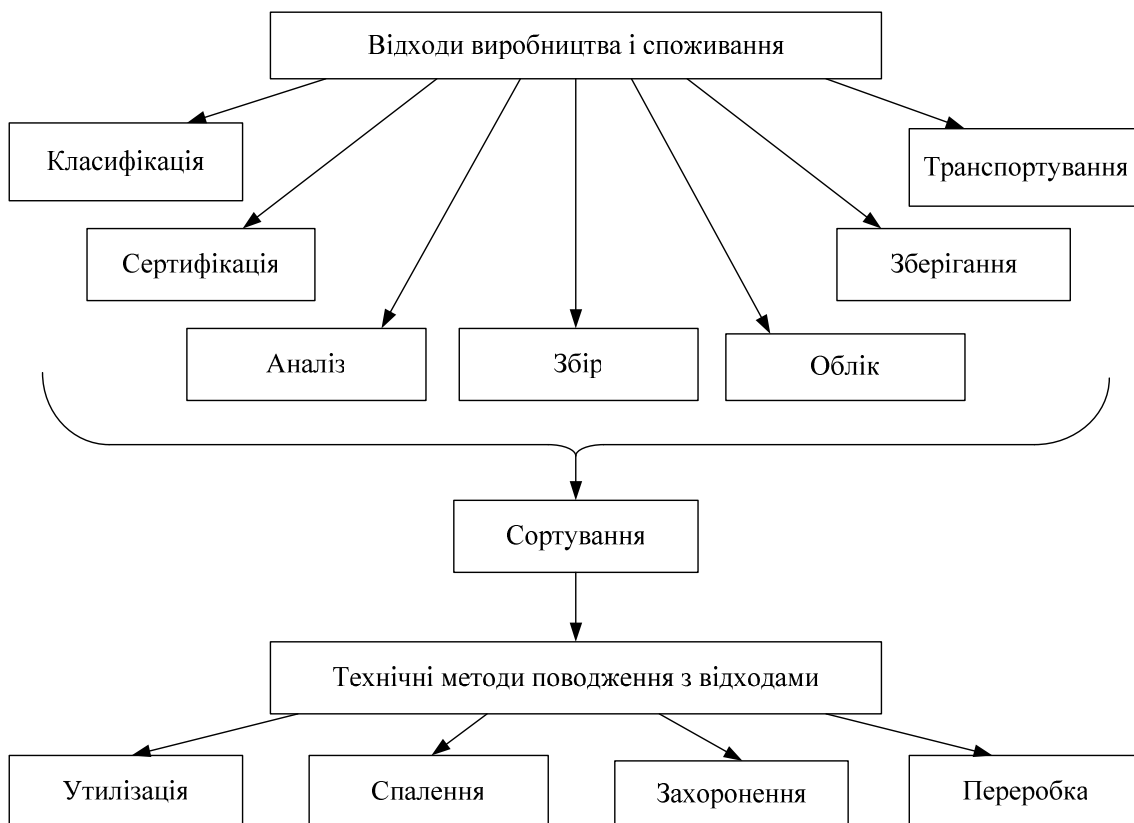 Відходи виробництва і споживання
Класифікація
Транспортування
Сертифікація
Зберігання
Аналіз
Збір
Облік
Сортування
Технічні методи поводження з відходами
Утилізація
Спалення
Захоронення
Переробка